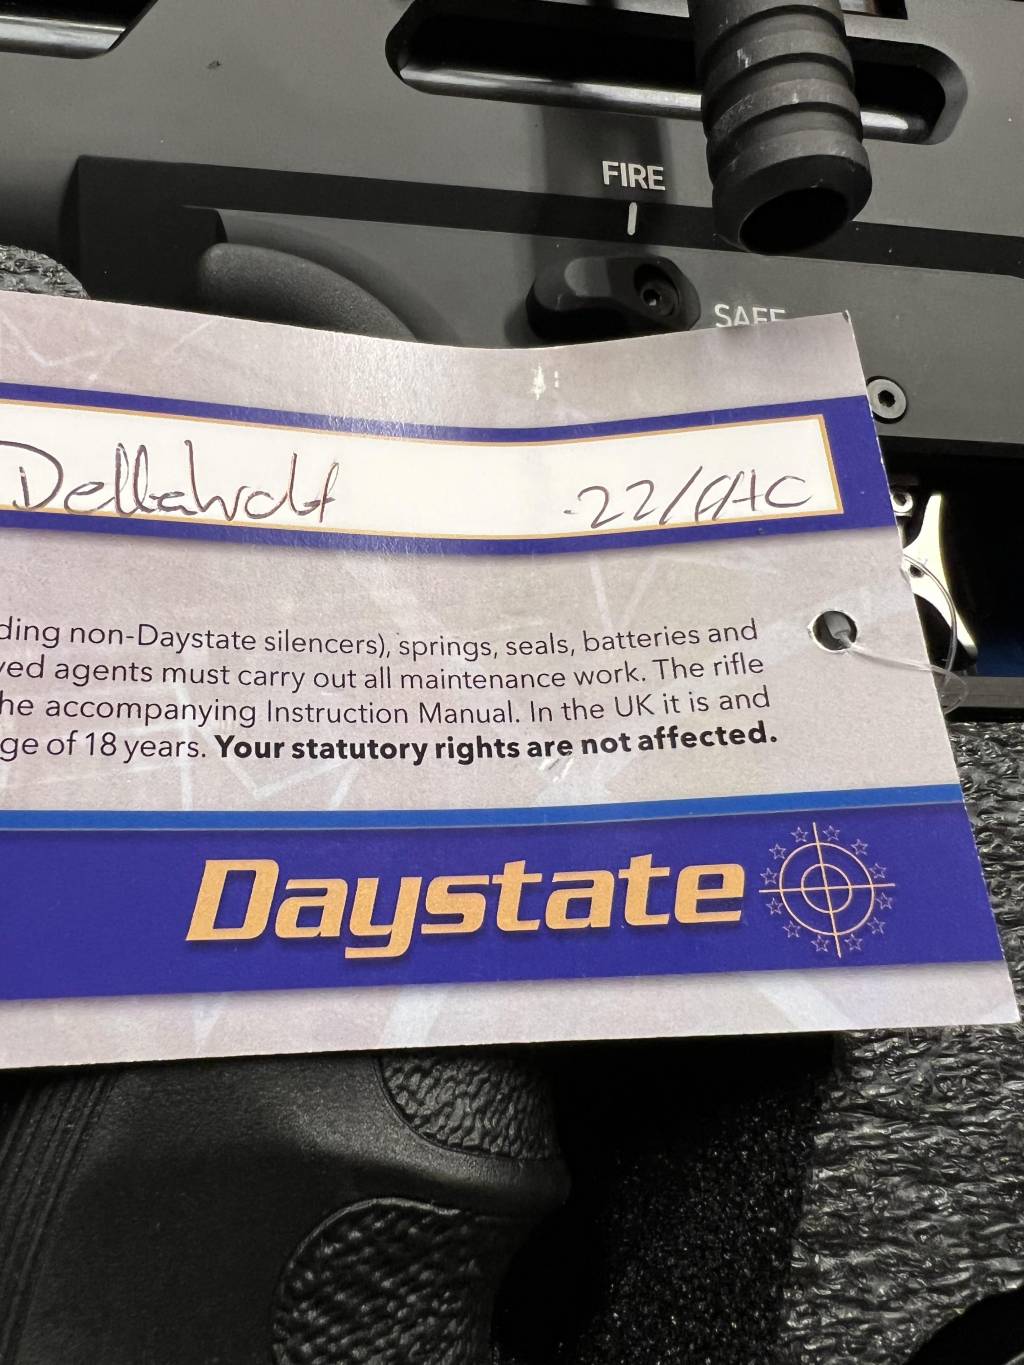 FIRE
SAFE
Dellawolf .22/FAC
ding non-Daystate silencers), springs, seals, batteries and
ved agents must carry out all maintenance work. The rifle
he accompanying Instruction Manual. In the UK it is and
ge of 18 years. Your statutory rights are not affected.
Daystate